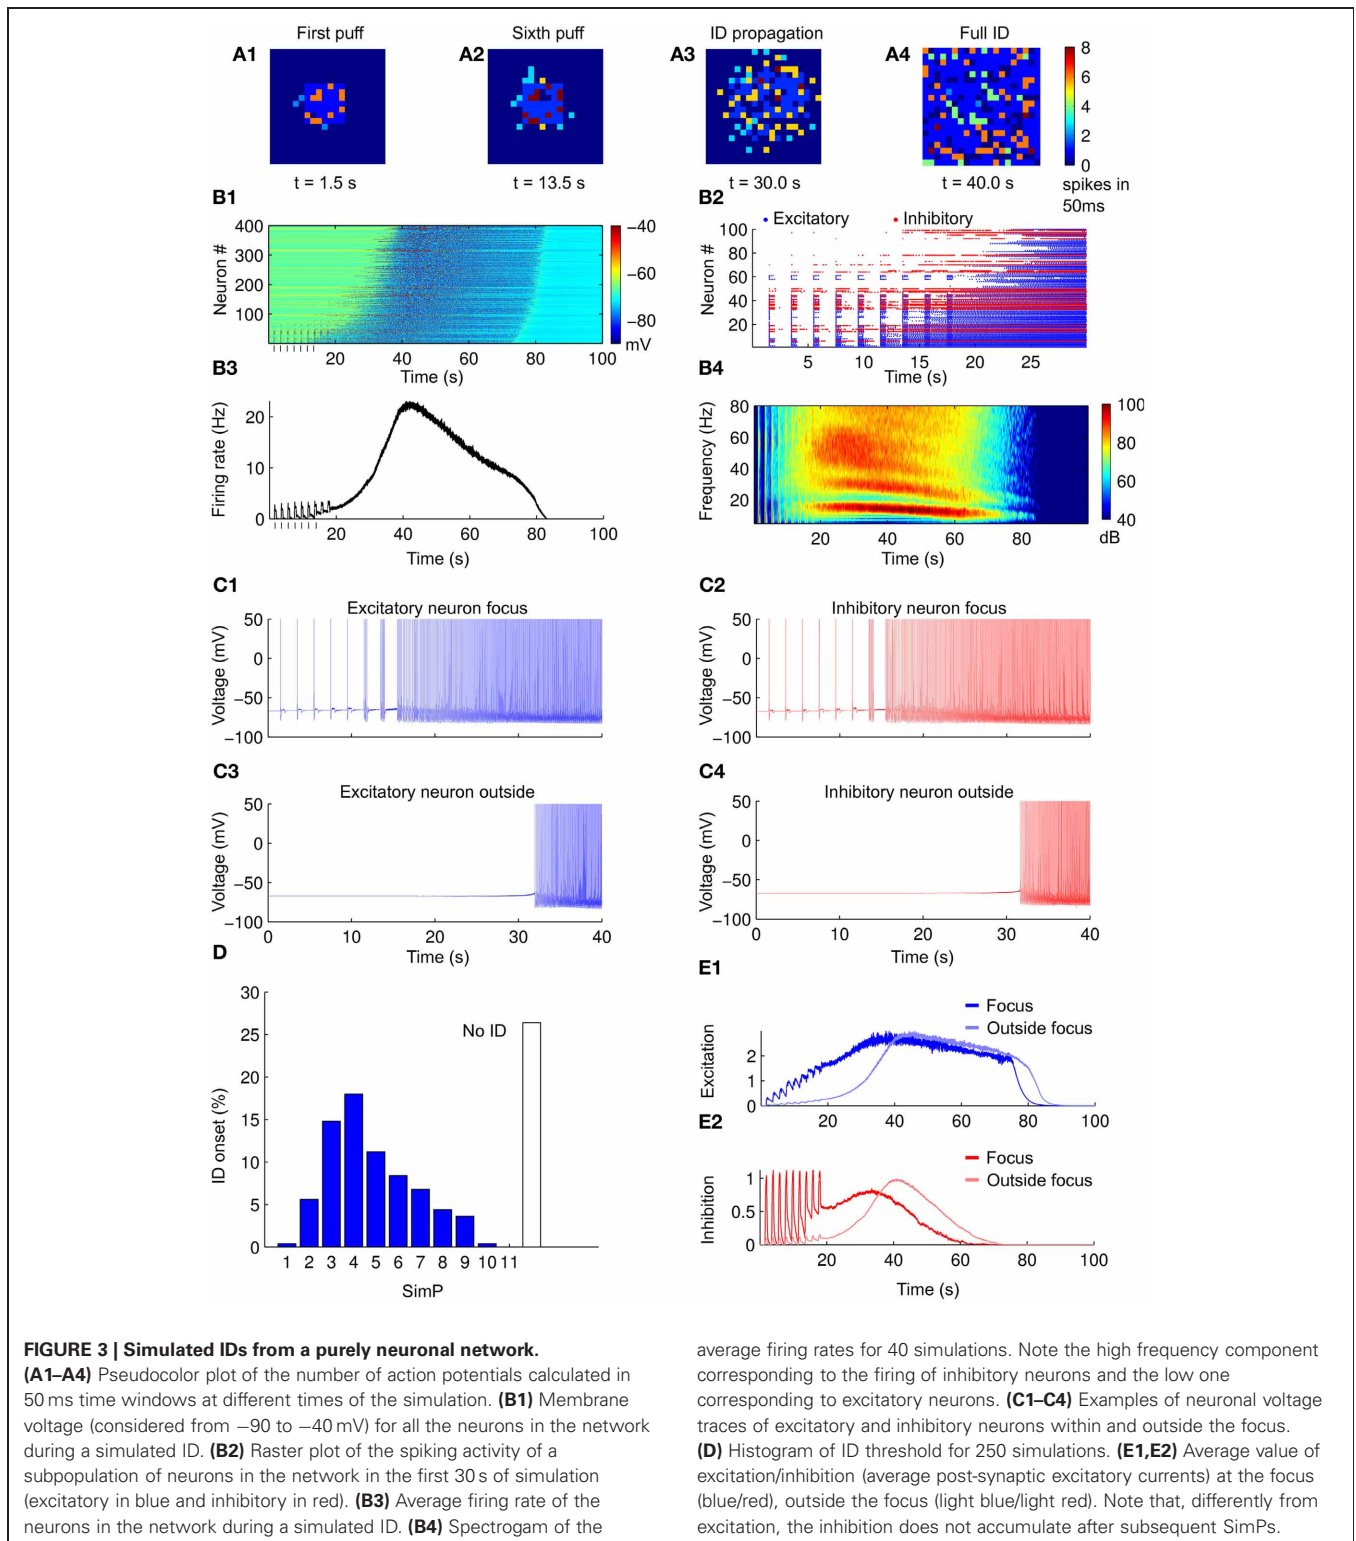 First puff
Sixth puff
ID propagation
Full ID
A1
A2
A3
A4
8
6
4
2
0
spikes in
50ms
t = 1.5 s
t = 13.5 s
t = 30.0 s
t = 40.0 s
B1
400
300
200
100
Neuron #
20 40 60 80 100
Time (s)
−40
−60
−80
mV
B2
Excitatory
Inhibitory
100
80
60
40
20
Neuron #
5 10 15 20 25
Time (s)
B3
20
10
0
Firing rate (Hz)
20 40 60 80 100
Time (s)
B4
80
60
40
20
Frequency (Hz)
20 40 60 80
Time (s)
100
80
60
40
dB
C1
Excitatory neuron focus
50
0
−50
−100
Voltage (mV)
C2
Inhibitory neuron focus
50
0
−50
−100
Voltage (mV)
C3
Excitatory neuron outside
50
0
−50
−100
Voltage (mV)
0 10 20 30 40
Time (s)
C4
Inhibitory neuron outside
50
0
−50
−100
Voltage (mV)
0 10 20 30 40
Time (s)
D
30
25
20
15
10
5
0
ID onset (%)
No ID
1 2 3 4 5 6 7 8 9 10 11
SimP
E1
Focus
Outside focus
2
1
0
Excitation
20 40 60 80 100
E2
Focus
Outside focus
1
0.5
0
Inhibition
20 40 60 80 100
Time (s)
FIGURE 3 | Simulated IDs from a purely neuronal network.
(A1–A4) Pseudocolor plot of the number of action potentials calculated in
50 ms time windows at different times of the simulation. (B1) Membrane
voltage (considered from −90 to −40 mV) for all the neurons in the network
during a simulated ID. (B2) Raster plot of the spiking activity of a
subpopulation of neurons in the network in the first 30 s of simulation
(excitatory in blue and inhibitory in red). (B3) Average firing rate of the
neurons in the network during a simulated ID. (B4) Spectrogam of the
average firing rates for 40 simulations. Note the high frequency component
corresponding to the firing of inhibitory neurons and the low one
corresponding to excitatory neurons. (C1–C4) Examples of neuronal voltage
traces of excitatory and inhibitory neurons within and outside the focus.
(D) Histogram of ID threshold for 250 simulations. (E1,E2) Average value of
excitation/inhibition (average post-synaptic excitatory currents) at the focus
(blue/red), outside the focus (light blue/light red). Note that, differently from
excitation, the inhibition does not accumulate after subsequent SimPs.